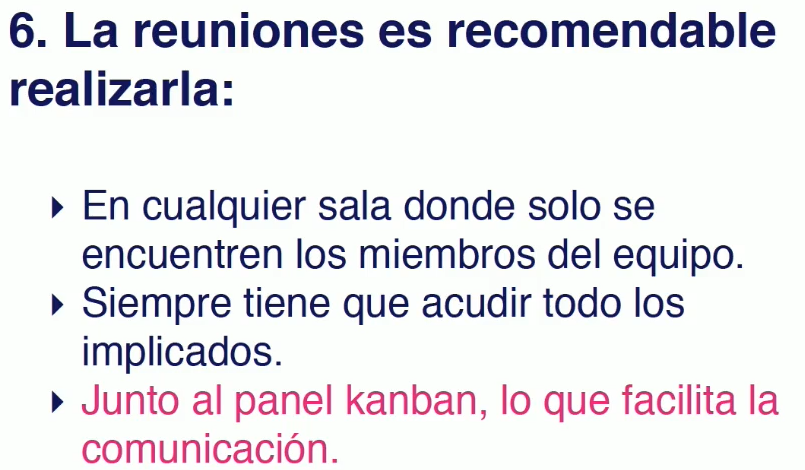 6. La reuniones es recomendable
realizarla:
En cualquier sala donde solo se
encuentren los miembros del equipo.
Siempre tiene que acudir todo los
implicados.
Junto al panel kanban, lo que facilita la
comunicación.